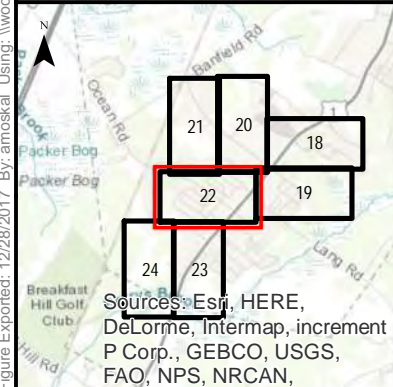 Figure Exported: 12/28/2017 By: amoskal Using: \\woo
N
Banfield Rd
Ocean Rd
Packer Bog
Packer Bog
1
21
20
18
22
19
24
23
Lang Rd
Breakfast
Hill Golf
Club
Hill Rd
Sources: Esri, HERE,
DeLorme, Intermap, increment
P Corp., GEBCO, USGS,
FAO, NPS, NRCAN,